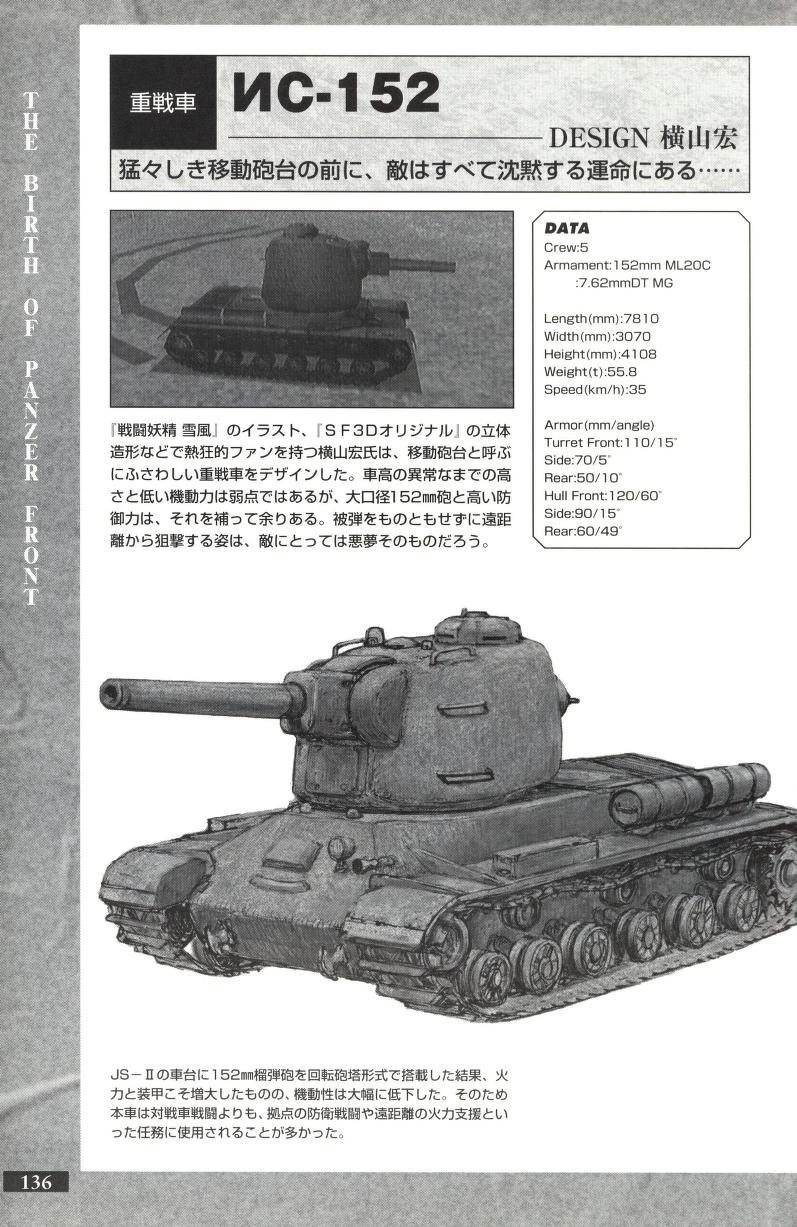 THE BIRTH OF PANZER FRONT
重戦車
ИС-152
DESIGN 横山宏
猛々しき移動砲台の前に、敵はすべて沈黙する運命にある……
DATA
Crew:5
Armament:152mm ML20C
:7.62mmDT MG
Length(mm):7810
Width(mm):3070
Height(mm):4108
Weight(t):55.8
Speed(km/h):35
Armor(mm/angle)
Turret Front:110/15°
Side:70/5°
Rear:50/10°
Hull Front:120/60°
Side:90/15°
Rear:60/49°
『戦闘妖精 雪風』のイラスト、『SF3Dオリジナル』の立体
造形などで熱狂的ファンを持つ横山宏氏は、移動砲台と呼ぶ
にふさわしい重戦車をデザインした。車高の異常なまでの高
さと低い機動力は弱点ではあるが、大口径152㎜砲と高い防
御力は、それを補って余りある。被弾をものともせずに遠距
離から狙撃する姿は、敵にとっては悪夢そのものだろう。
JS－Ⅱの車台に152㎜榴弾砲を回転砲塔形式で搭載した結果、火
力と装甲こそ増大したものの、機動性は大幅に低下した。そのため
本車は対戦車戦闘よりも、拠点の防衛戦闘や遠距離の火力支援とい
った任務に使用されることが多かった。
136